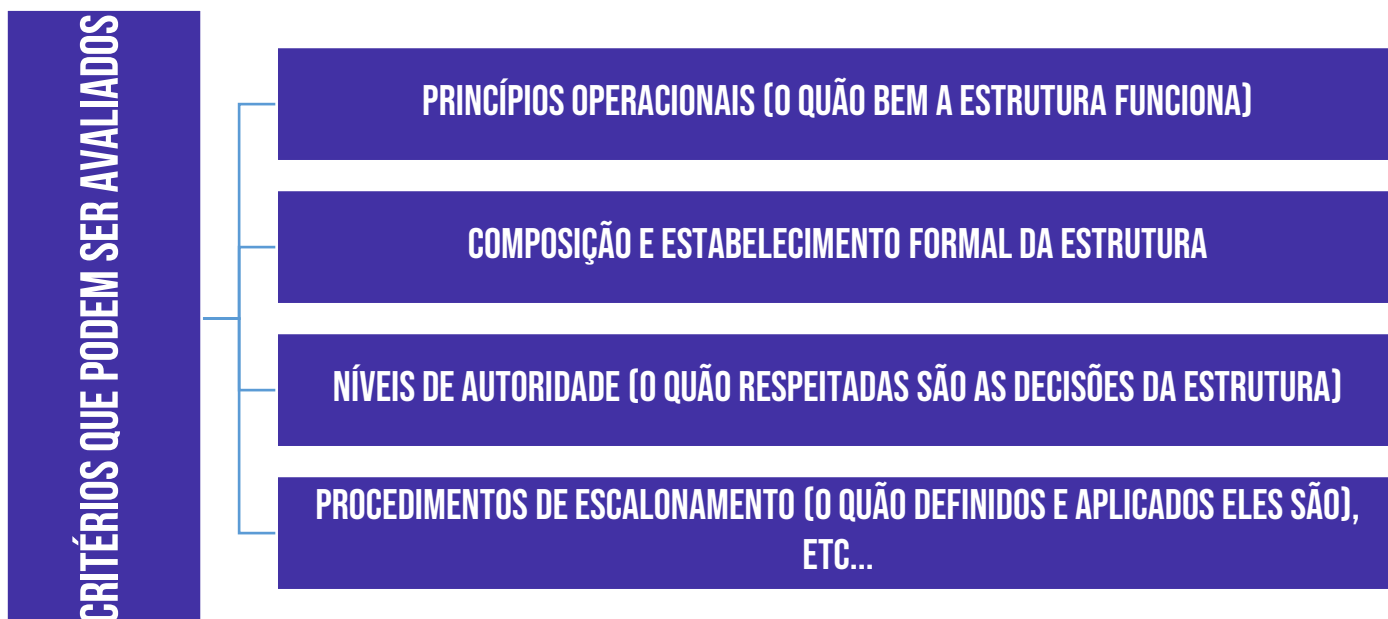 CRITÉRIOS QUE PODEM SER AVALIADOS
PRINCÍPIOS OPERACIONAIS (O QUÃO BEM A ESTRUTURA FUNCIONA)
COMPOSIÇÃO E ESTABELECIMENTO FORMAL DA ESTRUTURA
NÍVEIS DE AUTORIDADE (O QUÃO RESPEITADAS SÃO AS DECISÕES DA ESTRUTURA)
PROCEDIMENTOS DE ESCALONAMENTO (O QUÃO DEFINIDOS E APLICADOS ELES SÃO),
ETC...